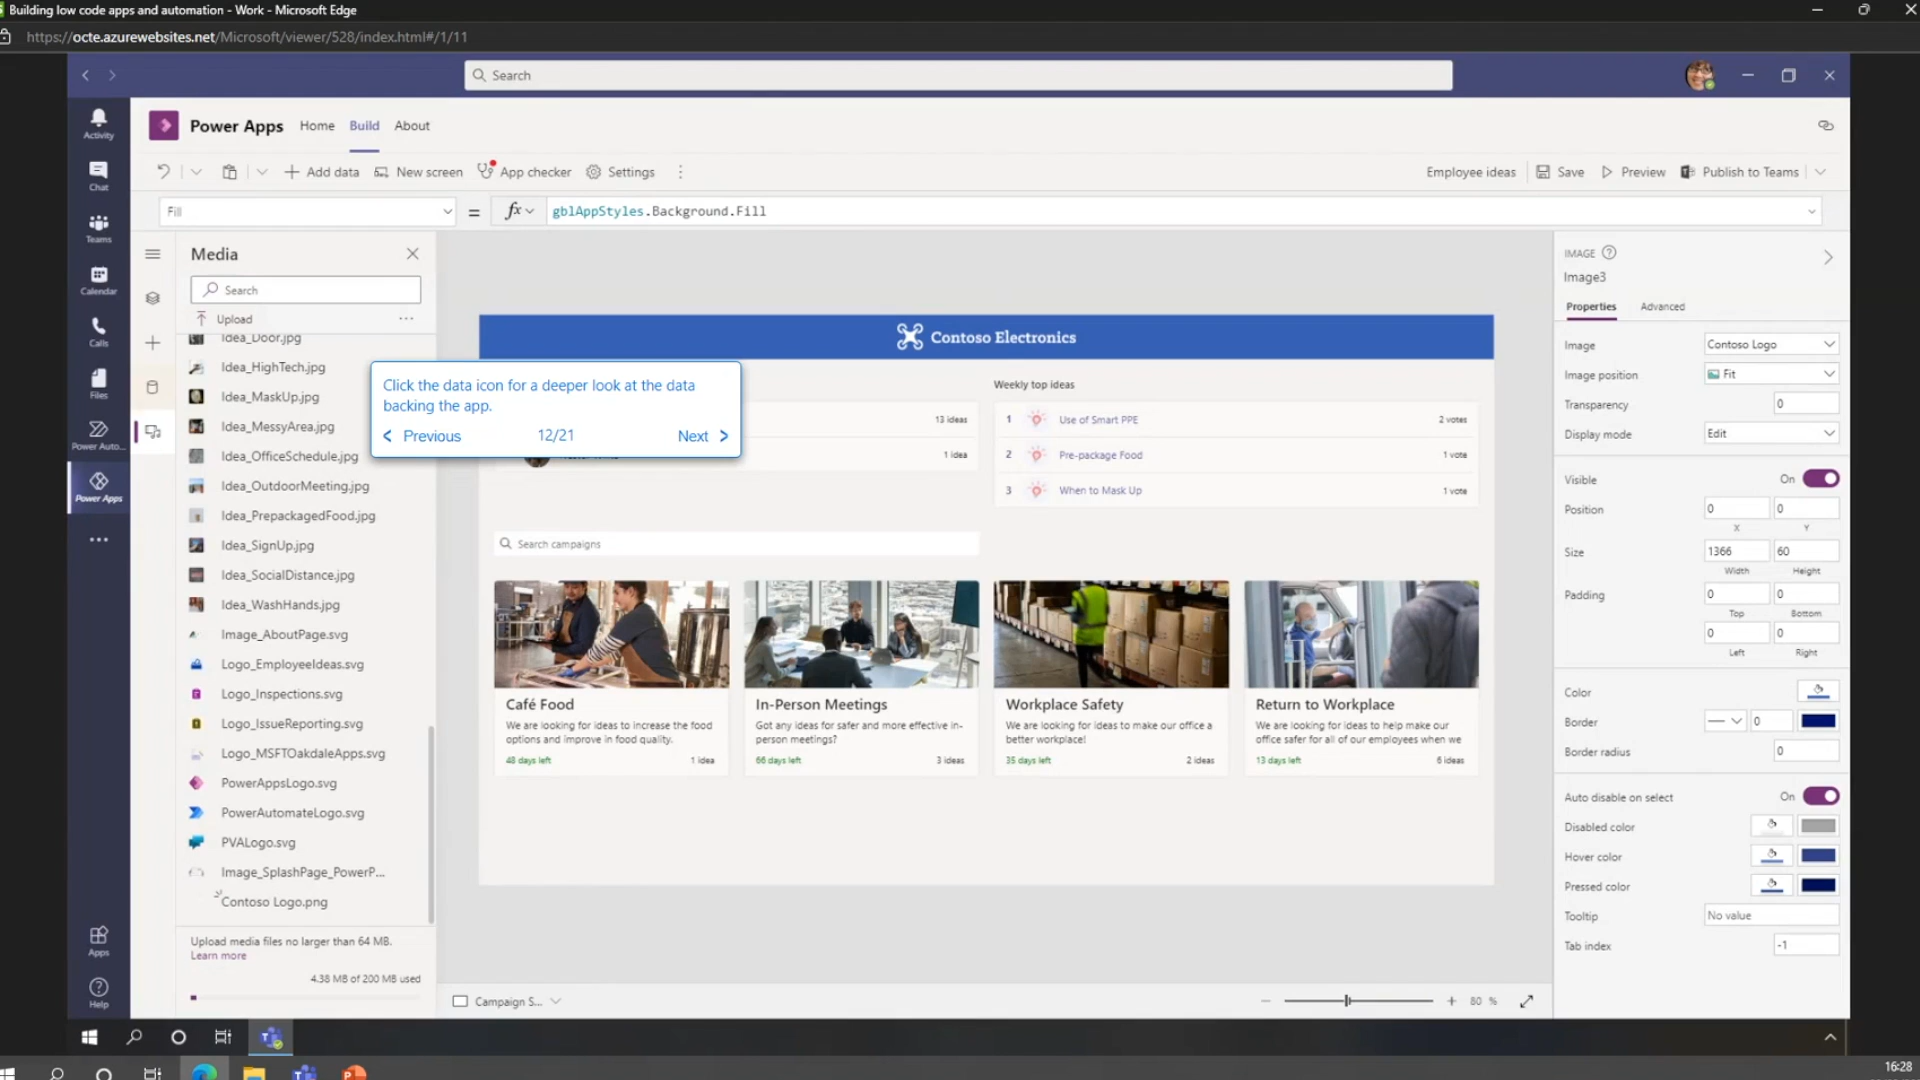 Building low code apps and automation - Work - Microsoft Edge
https://octe.azurewebsites.net/Microsoft/viewer/528/index.html#/1/11
Search
Activity
Chat
Teams
Calendar
Calls
Files
Power Auto...
Power Apps
Apps
Help
Power Apps
Home
Build
About
Add data
New screen
App checker
Settings
Employee ideas
Save
Preview
Publish to Teams
Fill
=
fx
gblAppStyles.Background.Fill
Media
Search
Upload
Idea_Door.jpg
Idea_HighTech.jpg
Idea_MaskUp.jpg
Idea_MessyArea.jpg
Idea_OfficeSchedule.jpg
Idea_OutdoorMeeting.jpg
Idea_PrepackagedFood.jpg
Idea_SignUp.jpg
Idea_SocialDistance.jpg
Idea_WashHands.jpg
Image_AboutPage.svg
Logo_EmployeeIdeas.svg
Logo_Inspections.svg
Logo_IssueReporting.svg
Logo_MSFTOakdaleApps.svg
PowerAppsLogo.svg
PowerAutomateLogo.svg
PVALogo.svg
Image_SplashPage_PowerP...
Contoso Logo.png
Upload media files no larger than 64 MB.
Learn more
4.38 MB of 200 MB used
Click the data icon for a deeper look at the data
backing the app.
Previous
12/21
Next
Contoso Electronics
13 ideas
1 idea
Weekly top ideas
1 Use of Smart PPE 2 votes
2 Pre-package Food 1 vote
3 When to Mask Up 1 vote
Search campaigns
Café Food
We are looking for ideas to increase the food
options and improve in food quality.
48 days left 1 idea
In-Person Meetings
Got any ideas for safer and more effective in-
person meetings?
66 days left 3 ideas
Workplace Safety
We are looking for ideas to make our office a
better workplace!
35 days left 2 ideas
Return to Workplace
We are looking for ideas to help make our
office safer for all of our employees when we
13 days left 6 ideas
Campaign S...
80 %
IMAGE
Image3
Properties
Advanced
Image Contoso Logo
Image position Fit
Transparency 0
Display mode Edit
Visible On
Position 0 0
X Y
Size 1366 60
Width Height
Padding 0 0
Top Bottom
0 0
Left Right
Color
Border 0
Border radius 0
Auto disable on select On
Disabled color
Hover color
Pressed color
Tooltip No value
Tab index -1
16:28